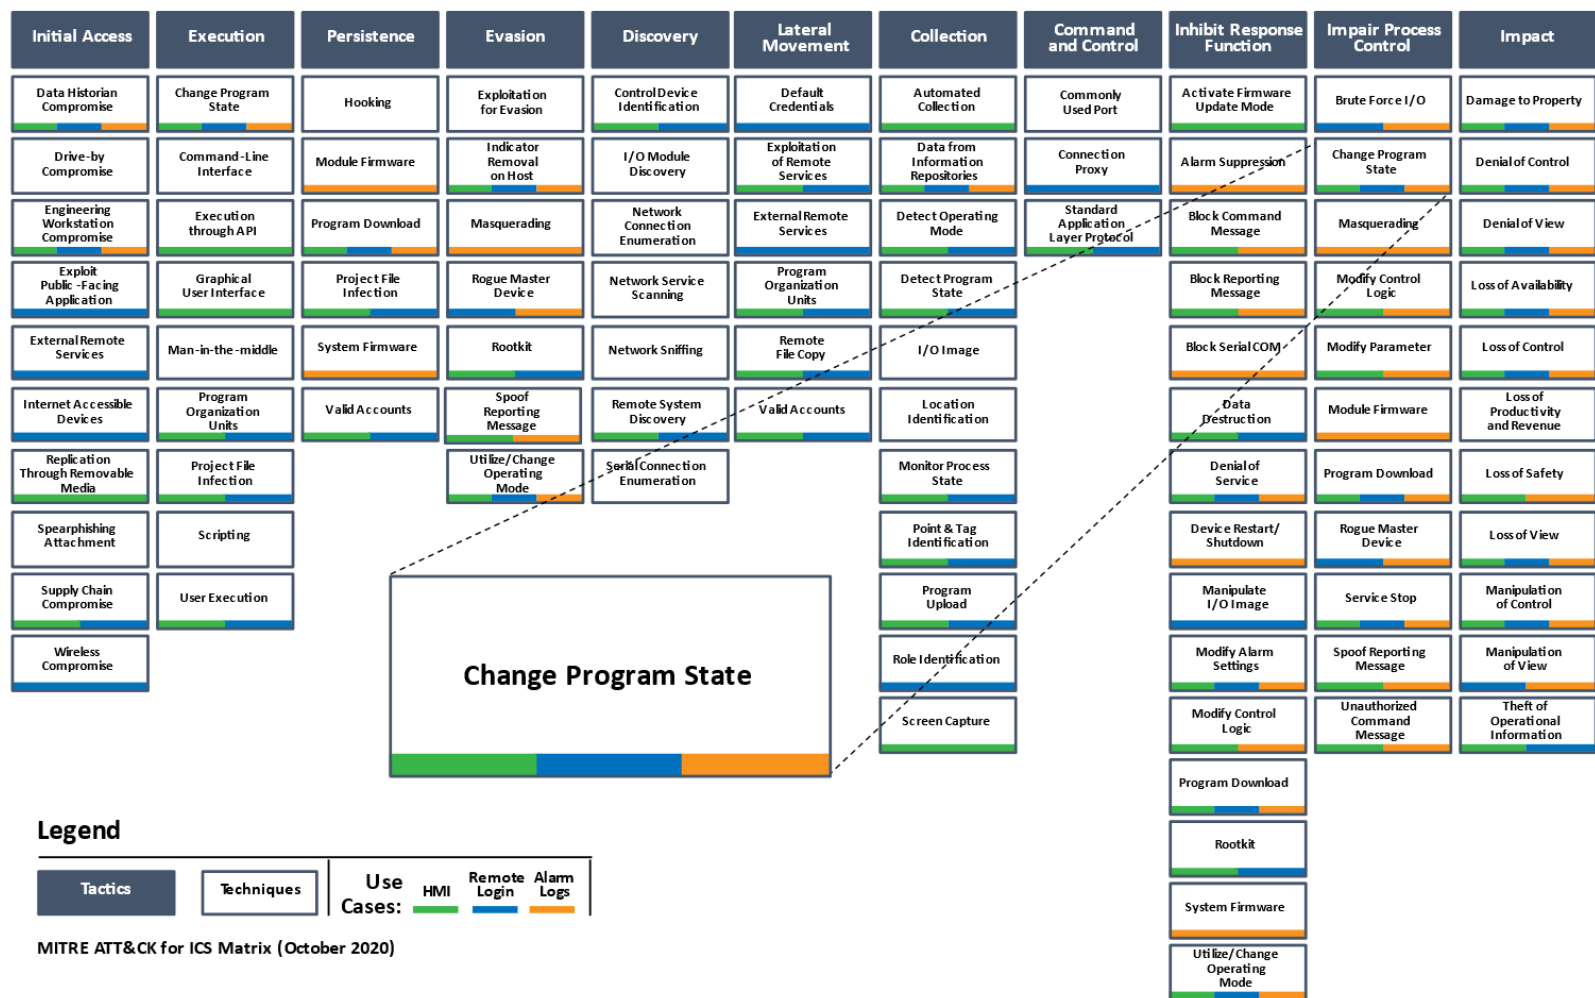 Initial Access
Execution
Persistence
Evasion
Discovery
Lateral
Movement
Collection
Command
and Control
Inhibit Response
Function
Impair Process
Control
Impact
Data Historian
Compromise
Drive-by
Compromise
Engineering
Workstation
Compromise
Exploit
Public -Facing
Application
External Remote
Services
Internet Accessible
Devices
Replication
Through Removable
Media
Spearphishing
Attachment
Supply Chain
Compromise
Wireless
Compromise
Change Program
State
Command-Line
Interface
Execution
through API
Graphical
User Interface
Man-in-the-middle
Program
Organization
Units
Project File
Infection
Scripting
User Execution
Hooking
Module Firmware
Program Download
Project File
Infection
System Firmware
Valid Accounts
Exploitation
for Evasion
Indicator
Removal
on Host
Masquerading
Rogue Master
Device
Rootkit
Spoof
Reporting
Message
Utilize/Change
Operating
Mode
Control Device
Identification
I/O Module
Discovery
Network
Connection
Enumeration
Network Service
Scanning
Network Sniffing
Remote System
Discovery
Serial Connection
Enumeration
Default
Credentials
Exploitation
of Remote
Services
External Remote
Services
Program
Organization
Units
Remote
File Copy
Valid Accounts
Automated
Collection
Data from
Information
Repositories
Detect Operating
Mode
Detect Program
State
I/O Image
Location
Identification
Monitor Process
State
Point & Tag
Identification
Program
Upload
Role Identification
Screen Capture
Commonly
Used Port
Connection
Proxy
Standard
Application
Layer Protocol
Activate Firmware
Update Mode
Alarm Suppression
Block Command
Message
Block Reporting
Message
Block Serial COM
Data
Destruction
Denial of
Service
Device Restart/
Shutdown
Manipulate
I/O Image
Modify Alarm
Settings
Modify Control
Logic
Program Download
Rootkit
System Firmware
Utilize/Change
Operating
Mode
Brute Force I/O
Change Program
State
Masquerading
Modify Control
Logic
Modify Parameter
Module Firmware
Program Download
Rogue Master
Device
Service Stop
Spoof Reporting
Message
Unauthorized
Command
Message
Damage to Property
Denial of Control
Denial of View
Loss of Availability
Loss of Control
Loss of
Productivity
and Revenue
Loss of Safety
Loss of View
Manipulation
of Control
Manipulation
of View
Theft of
Operational
Information
Change Program State
Legend
Tactics
Techniques
Use
Cases:
HMI
Remote
Login
Alarm
Logs
MITRE ATT&CK for ICS Matrix (October 2020)